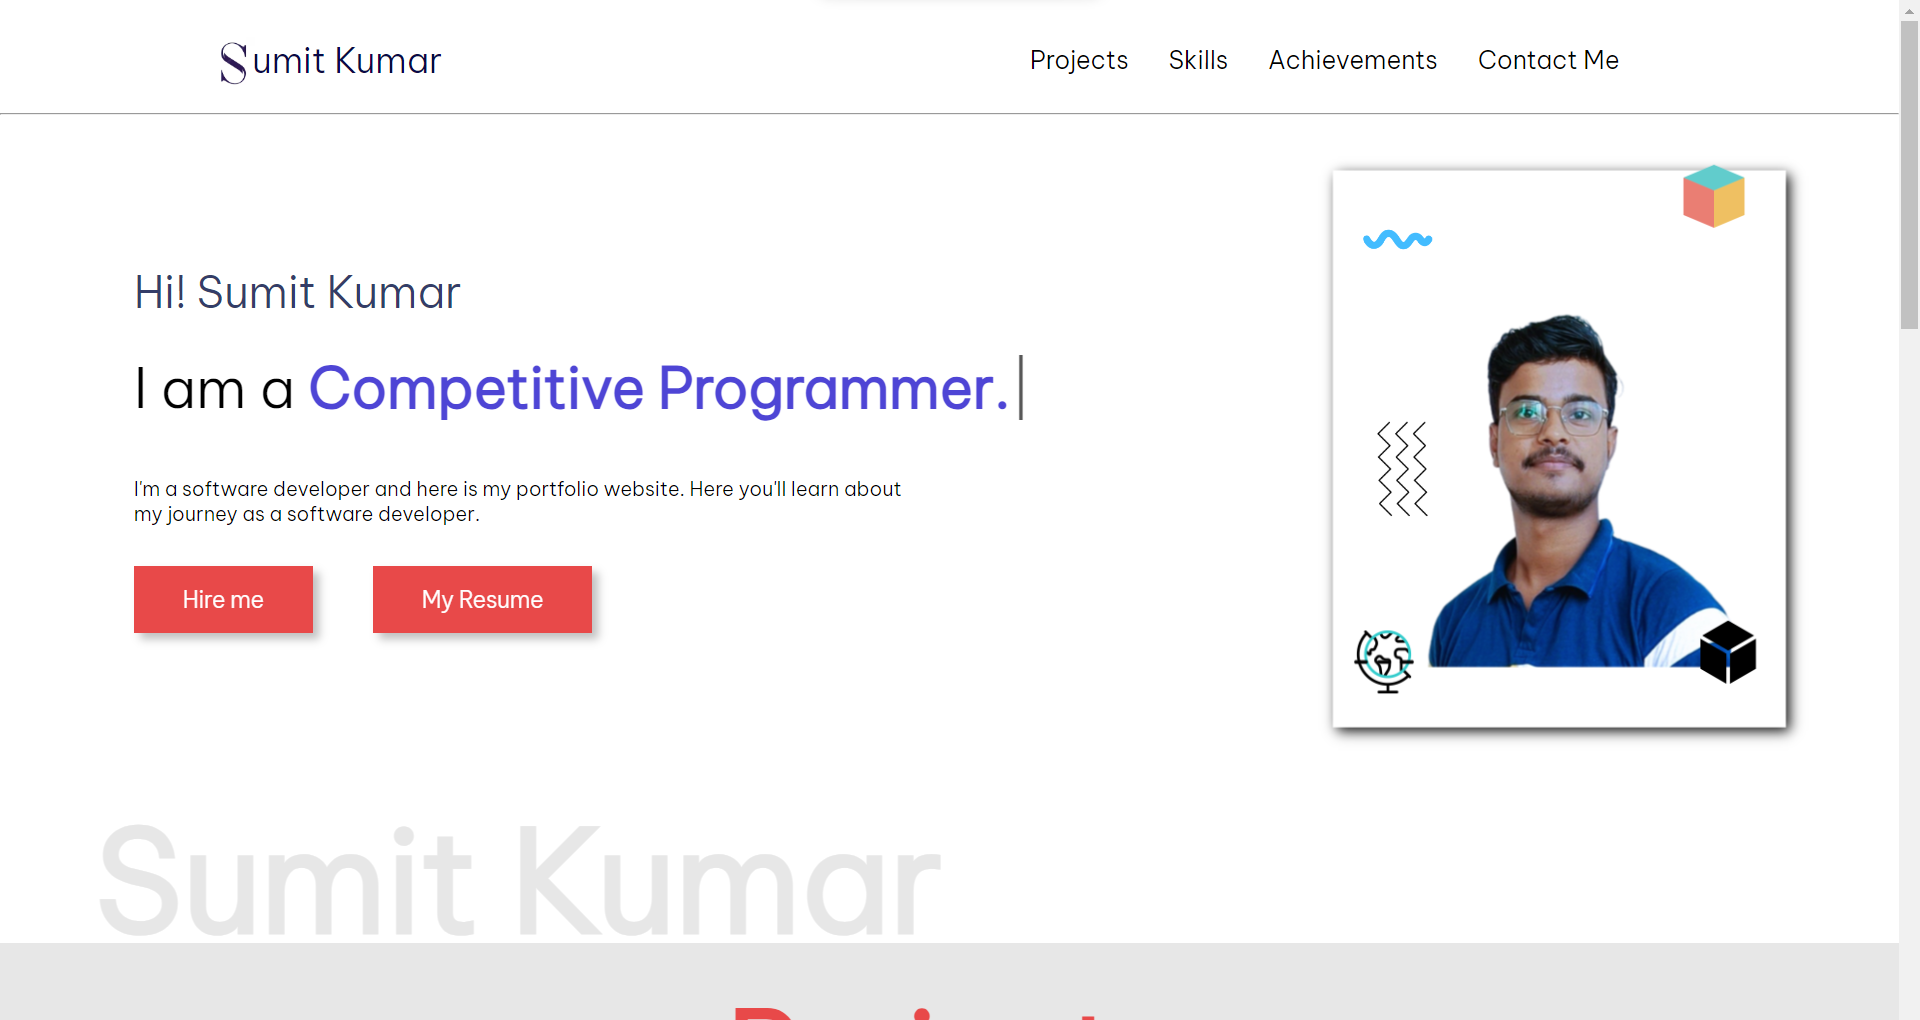 Sumit Kumar
Projects Skills Achievements Contact Me
Hi! Sumit Kumar
I am a Competitive Programmer.
I'm a software developer and here is my portfolio website. Here you'll learn about
my journey as a software developer.
Hire me
My Resume
Sumit Kumar